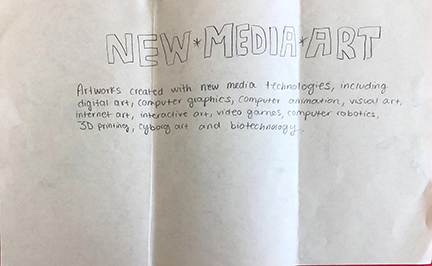 NEW*MEDIA*ART
Artworks created with new media technologies, including
digital art, computer graphics, computer animation, visual art,
internet art, interactive art, video games, computer robotics,
3D printing, cyborg art and biotechnology.